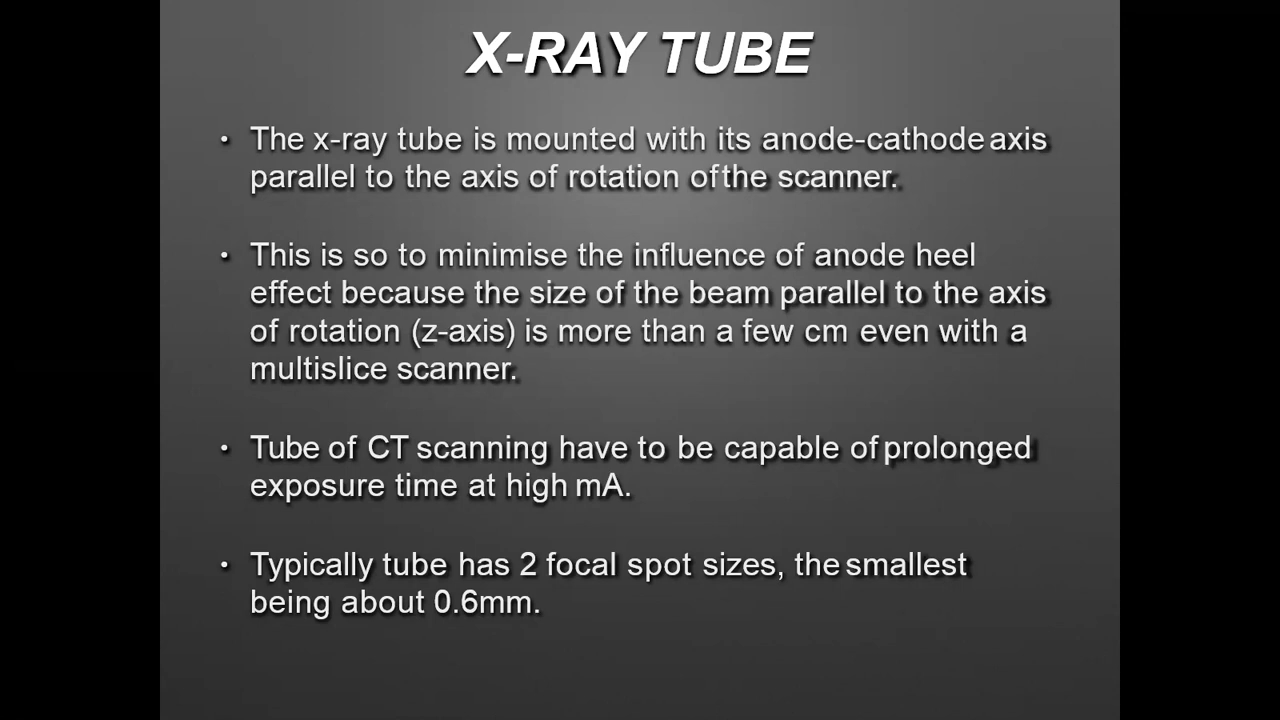 X-RAY TUBE
• The x-ray tube is mounted with its anode-cathode axis
parallel to the axis of rotation of the scanner.
• This is so to minimise the influence of anode heel
effect because the size of the beam parallel to the axis
of rotation (z-axis) is more than a few cm even with a
multislice scanner.
• Tube of CT scanning have to be capable of prolonged
exposure time at high mA.
• Typically tube has 2 focal spot sizes, the smallest
being about 0.6mm.